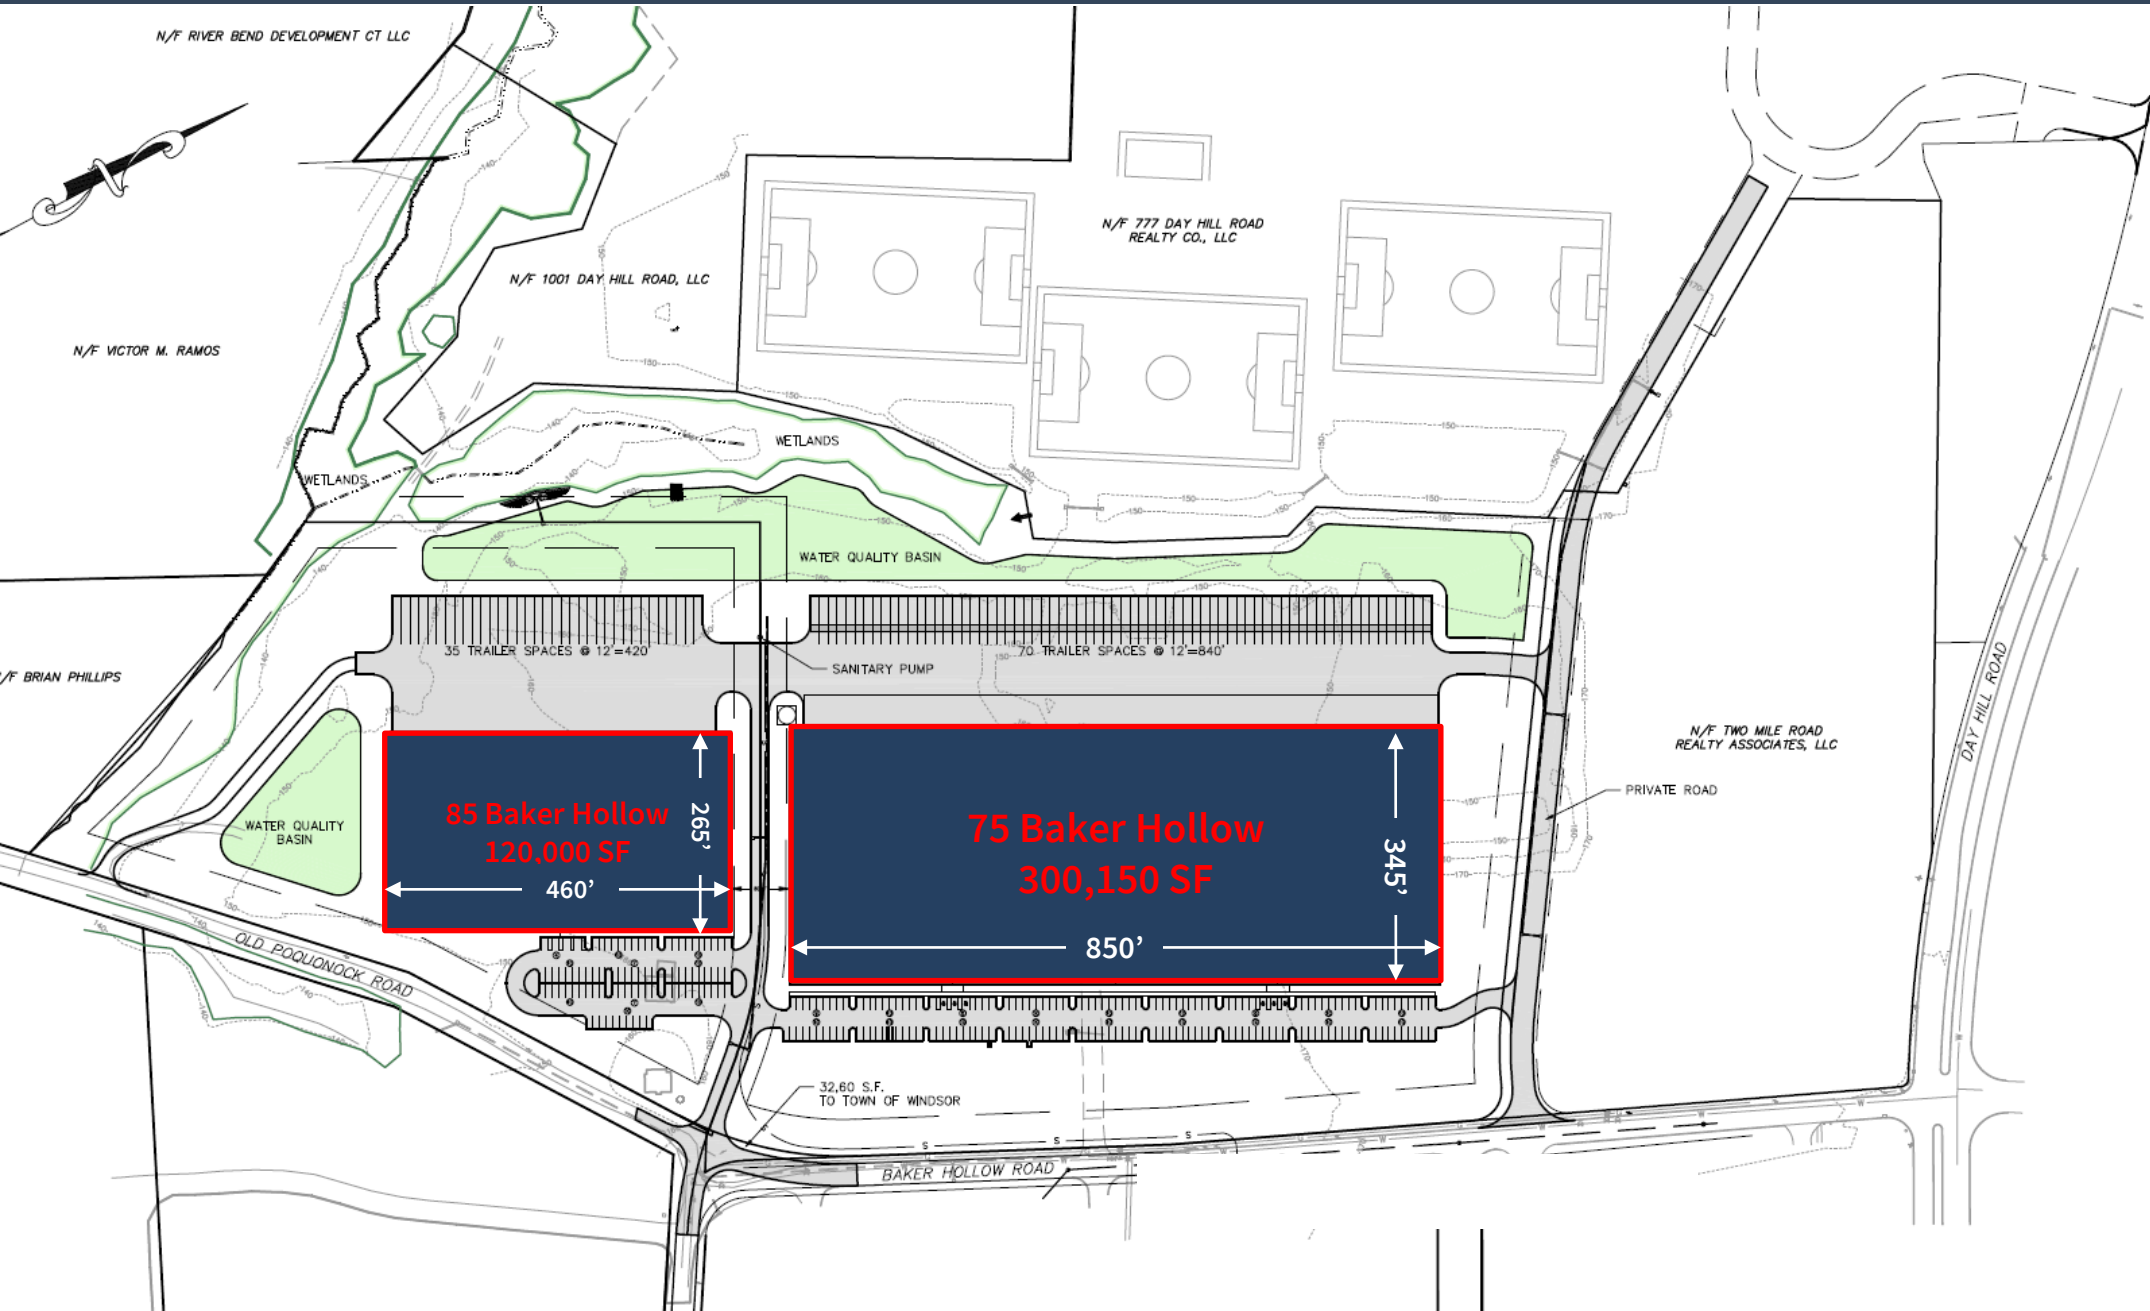 N/F RIVER BEND DEVELOPMENT CT LLC
N/F 777 DAY HILL ROAD
REALTY CO., LLC
N/F 1001 DAY HILL ROAD, LLC
N/F VICTOR M. RAMOS
WETLANDS
WETLANDS
WATER QUALITY BASIN
35 TRAILER SPACES @ 12'=420'
70 TRAILER SPACES @ 12'=840'
SANITARY PUMP
/F BRIAN PHILLIPS
DAY HILL ROAD
N/F TWO MILE ROAD
REALTY ASSOCIATES, LLC
PRIVATE ROAD
85 Baker Hollow
120,000 SF
265’
460’
75 Baker Hollow
300,150 SF
345’
850’
WATER QUALITY
BASIN
OLD POQUONOCK ROAD
32,60 S.F.
TO TOWN OF WINDSOR
BAKER HOLLOW ROAD